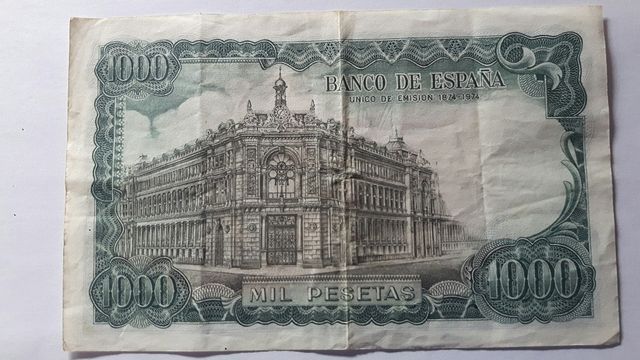 1000
BANCO DE ESPAÑA
UNICO DE EMISION 1874-1974
1000
MIL PESETAS
1000